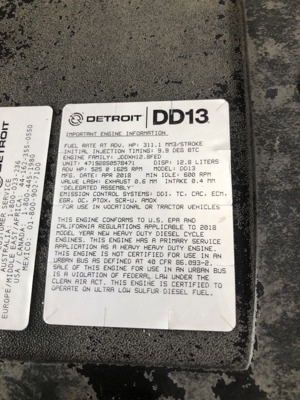 DETROIT DD13
IMPORTANT ENGINE INFORMATION
FUEL RATE AT ADV. HP: 311.1 MM3/STROKE
INITIAL INJECTION TIMING: 9.9 DEG BTC
ENGINE FAMILY: JDDXH12.8FED
UNIT: 471928S0578471 DISP: 12.8 LITERS
ADV HP: 525 @ 1625 RPM MODEL: DD13
MFG. DATE: APR 2018 MIN IDLE: 600 RPM
VALVE LASH: EXHAUST 0.6 MM INTAKE 0.4 MM
"DELEGATED ASSEMBLY"
EMISSION CONTROL SYSTEMS: DDI, TC, CAC, ECM,
EGR, OC, PTOX, SCR-U, AMOX
"FOR USE IN VOCATIONAL OR TRACTOR VEHICLES"
THIS ENGINE CONFORMS TO U.S. EPA AND
CALIFORNIA REGULATIONS APPLICABLE TO 2018
MODEL YEAR NEW HEAVY DUTY DIESEL CYCLE
ENGINES. THIS ENGINE HAS A PRIMARY SERVICE
APPLICATION AS A HEAVY HEAVY DUTY ENGINE.
THIS ENGINE IS NOT CERTIFIED FOR USE IN AN
URBAN BUS AS DEFINED AT 40 CFR 86.093-2.
SALE OF THIS ENGINE FOR USE IN AN URBAN BUS
IS A VIOLATION OF FEDERAL LAW UNDER THE
CLEAN AIR ACT. THIS ENGINE IS CERTIFIED TO
OPERATE ON ULTRA LOW SULFUR DIESEL FUEL.
DETROIT
CUSTOMER SERVICE